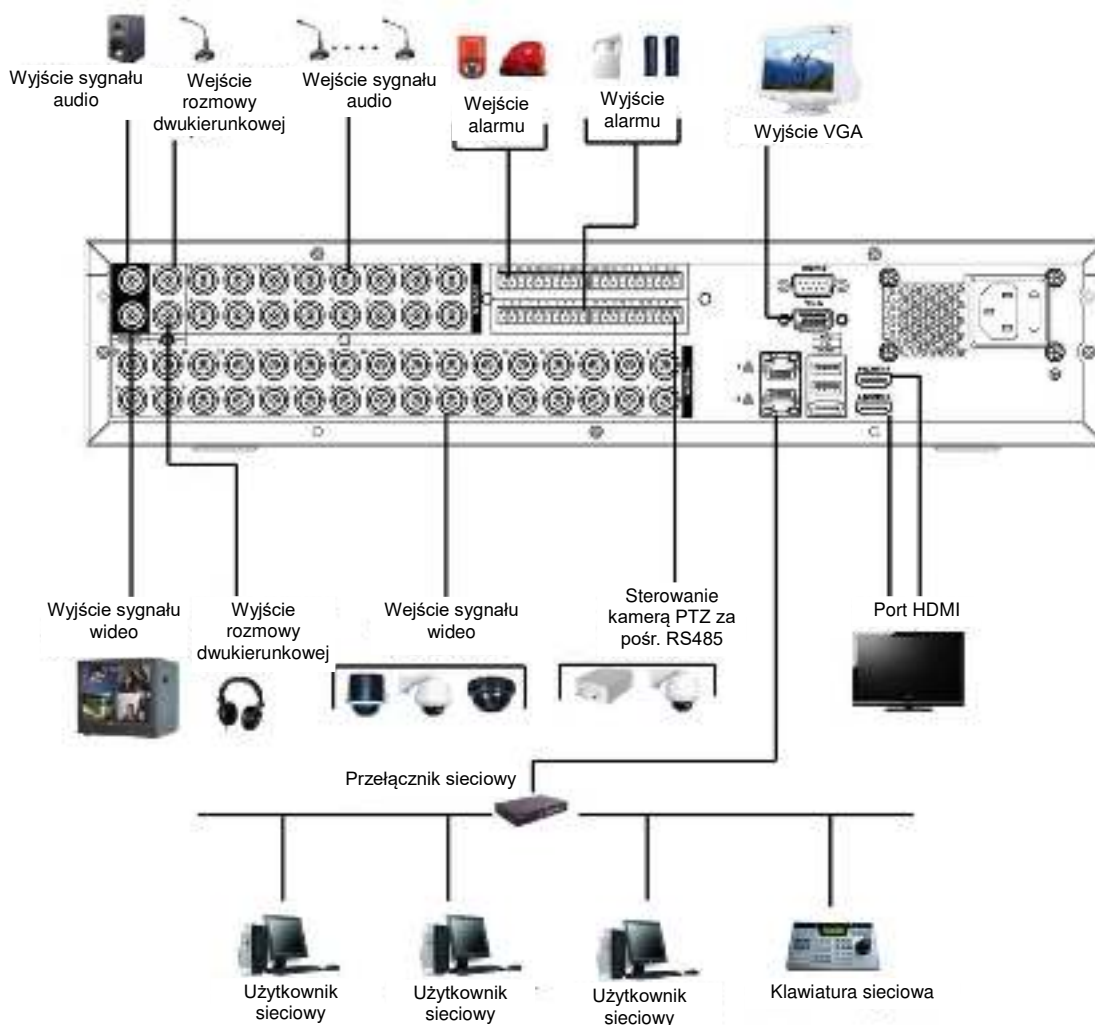 Wyjście sygnału
audio
Wejście
rozmowy
dwukierunkowej
Wejście sygnału
audio
Wejście
alarmu
Wyjście
alarmu
Wyjście VGA
Wyjście sygnału
wideo
Wyjście
rozmowy
dwukierunkowej
Wejście sygnału
wideo
Sterowanie
kamerą PTZ za
pośr. RS485
Port HDMI
Przełącznik sieciowy
Użytkownik
sieciowy
Użytkownik
sieciowy
Użytkownik
sieciowy
Klawiatura sieciowa